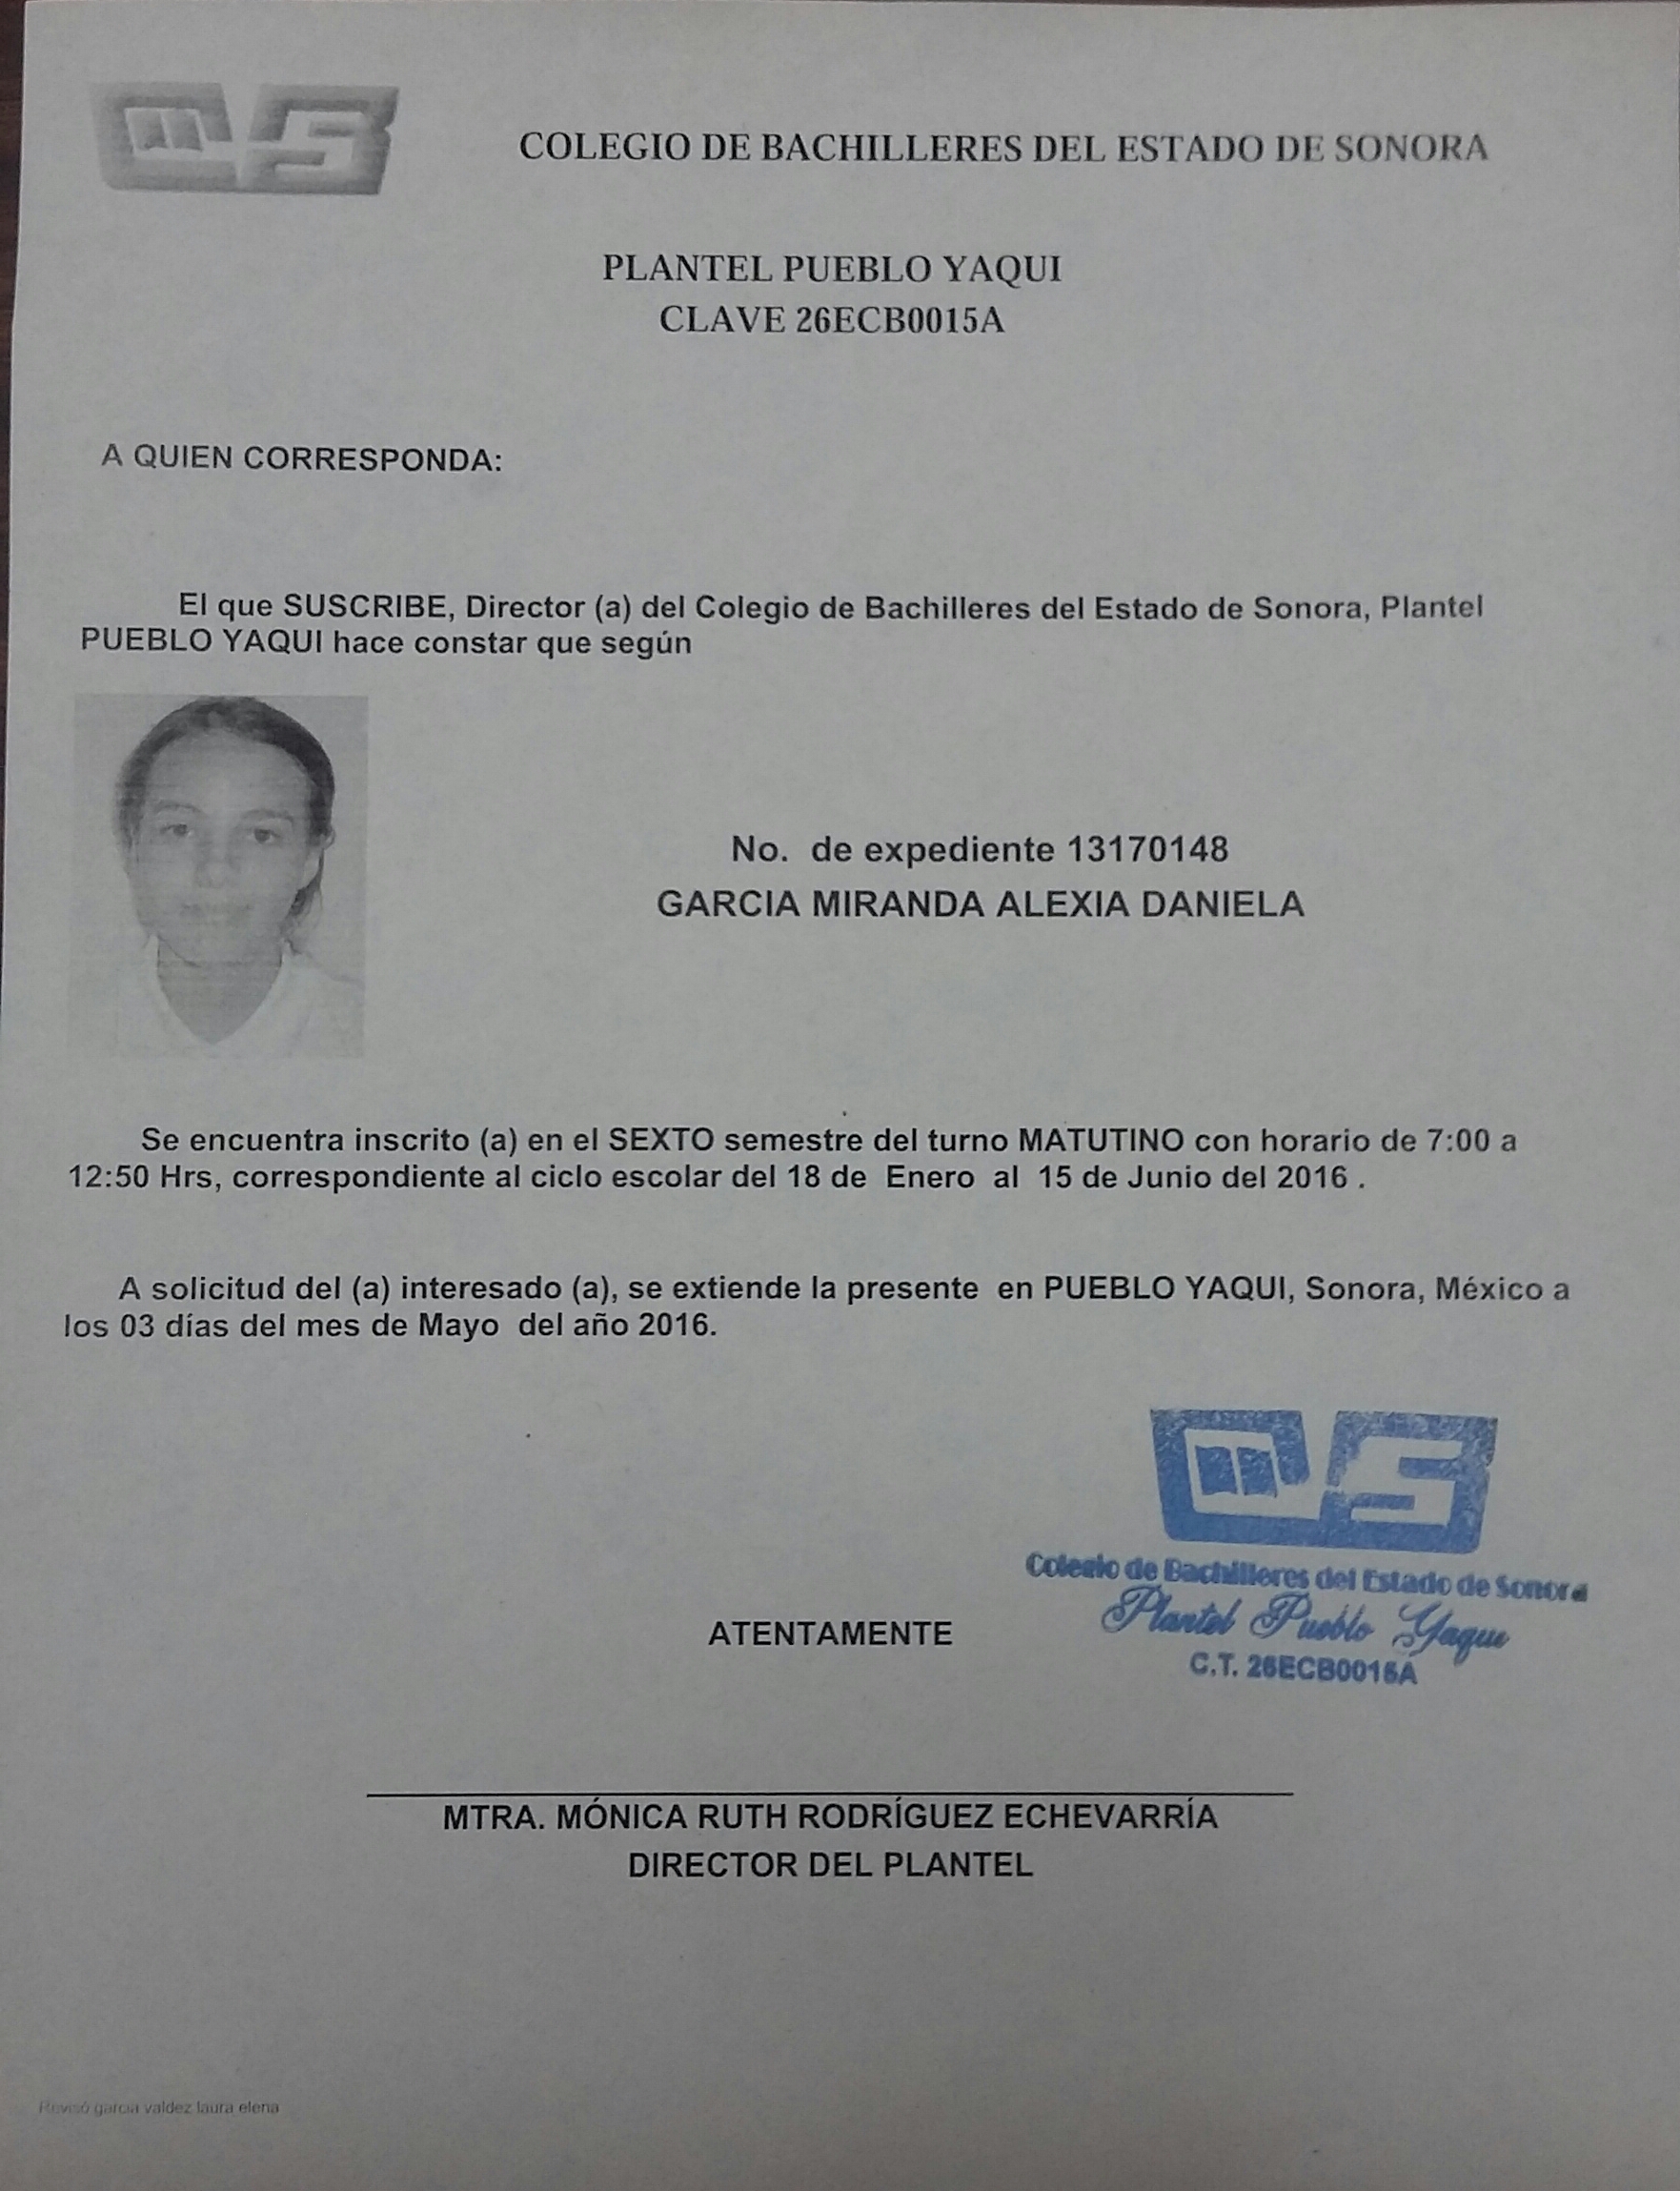 COLEGIO DE BACHILLERES DEL ESTADO DE SONORA
PLANTEL PUEBLO YAQUI
CLAVE 26ECB0015A
A QUIEN CORRESPONDA:
El que SUSCRIBE, Director (a) del Colegio de Bachilleres del Estado de Sonora, Plantel
PUEBLO YAQUI hace constar que según
No. de expediente 13170148
GARCIA MIRANDA ALEXIA DANIELA
Se encuentra inscrito (a) en el SEXTO semestre del turno MATUTINO con horario de 7:00 a
12:50 Hrs, correspondiente al ciclo escolar del 18 de Enero al 15 de Junio del 2016 .
A solicitud del (a) interesado (a), se extiende la presente en PUEBLO YAQUI, Sonora, México a
los 03 días del mes de Mayo del año 2016.
Colegio de Bachilleres del Estado de Sonora
Plantel Pueblo Yaqui
C.T. 26ECB0015A
ATENTAMENTE
MTRA. MÓNICA RUTH RODRÍGUEZ ECHEVARRÍA
DIRECTOR DEL PLANTEL
Revisó garcia valdez laura elena